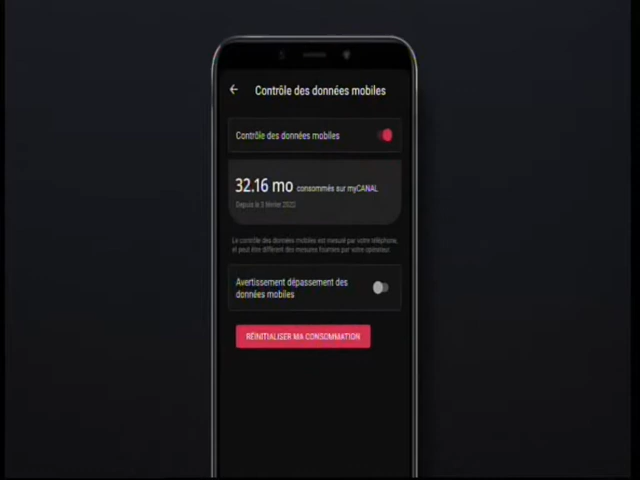 Contrôle des données mobiles
Contrôle des données mobiles
32.16 mo consommés sur myCANAL
Depuis le 3 février 2020
Le contrôle des données mobiles est mesuré par votre téléphone,
et peut être différent des mesures fournies par votre opérateur.
Avertissement dépassement des
données mobiles
RÉINITIALISER MA CONSOMMATION